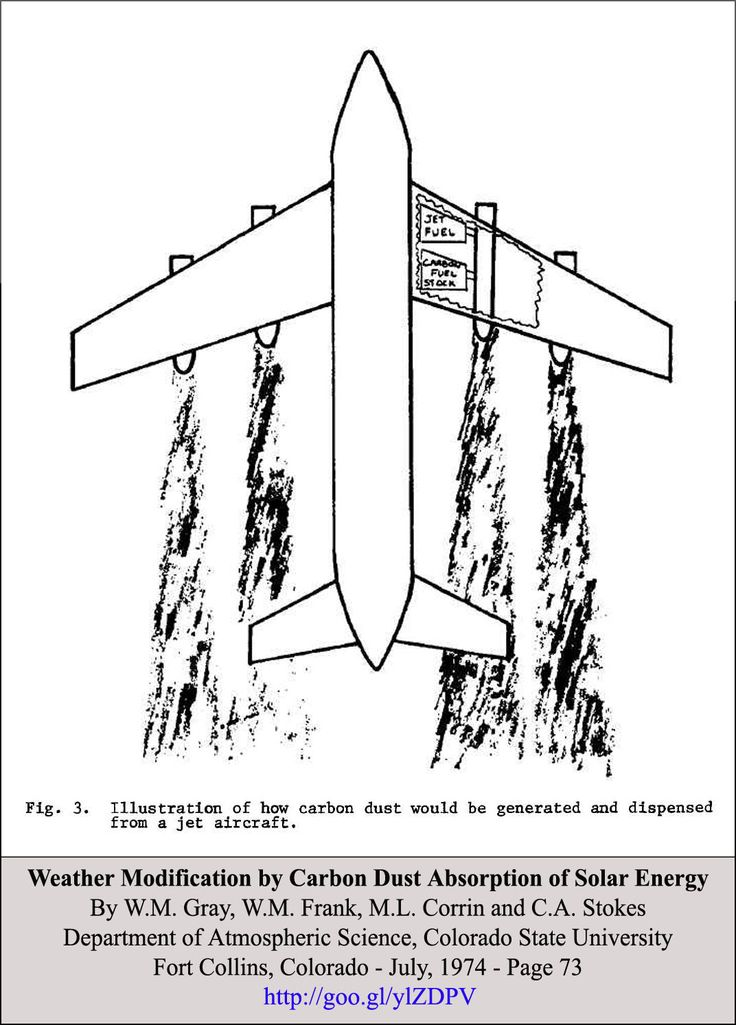 JET
FUEL
CARBON
FUEL
STOCK
Fig. 3. Illustration of how carbon dust would be generated and dispensed
from a jet aircraft.
Weather Modification by Carbon Dust Absorption of Solar Energy
By W.M. Gray, W.M. Frank, M.L. Corrin and C.A. Stokes
Department of Atmospheric Science, Colorado State University
Fort Collins, Colorado - July, 1974 - Page 73
http://goo.gl/ylZDPV